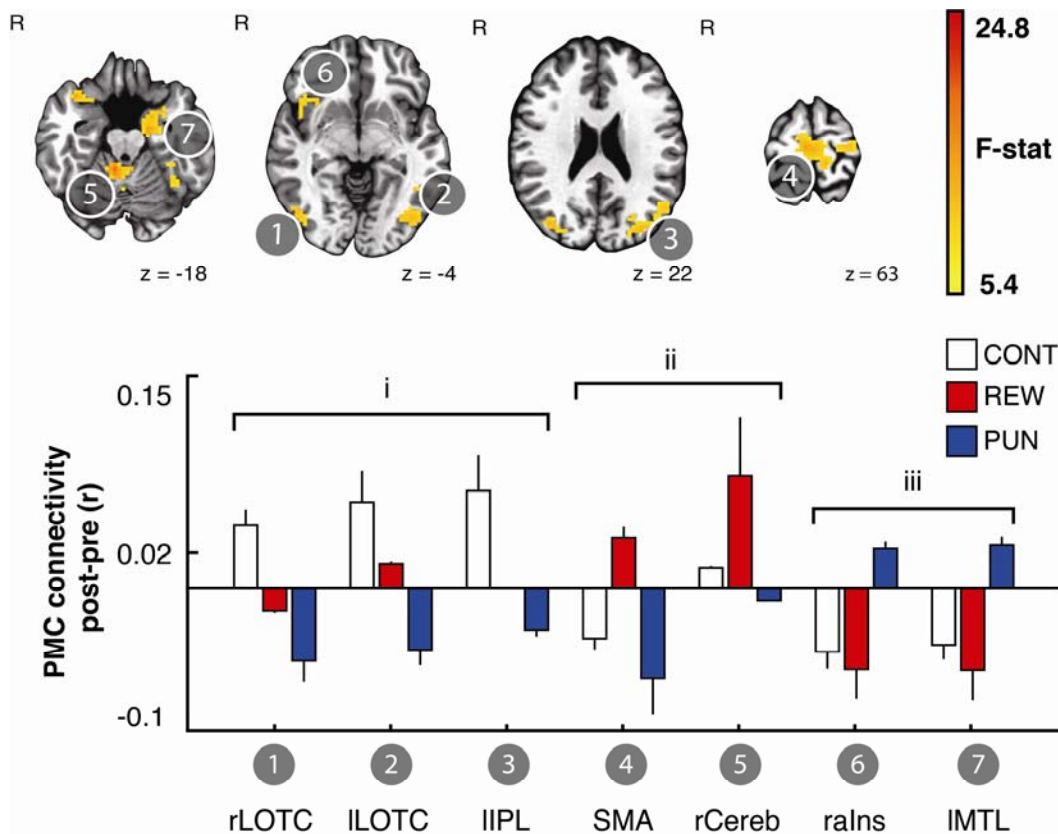 R R R R
24.8
F-stat
5.4
6
7
5
4
2
1
3
z = -18 z = -4 z = 22 z = 63
CONT
REW
PUN
i ii iii
0.15
0.02
-0.1
PMC connectivity
post-pre (r)
1 2 3 4 5 6 7
rLOTC lLOTC lIPL SMA rCereb raIns lMTL